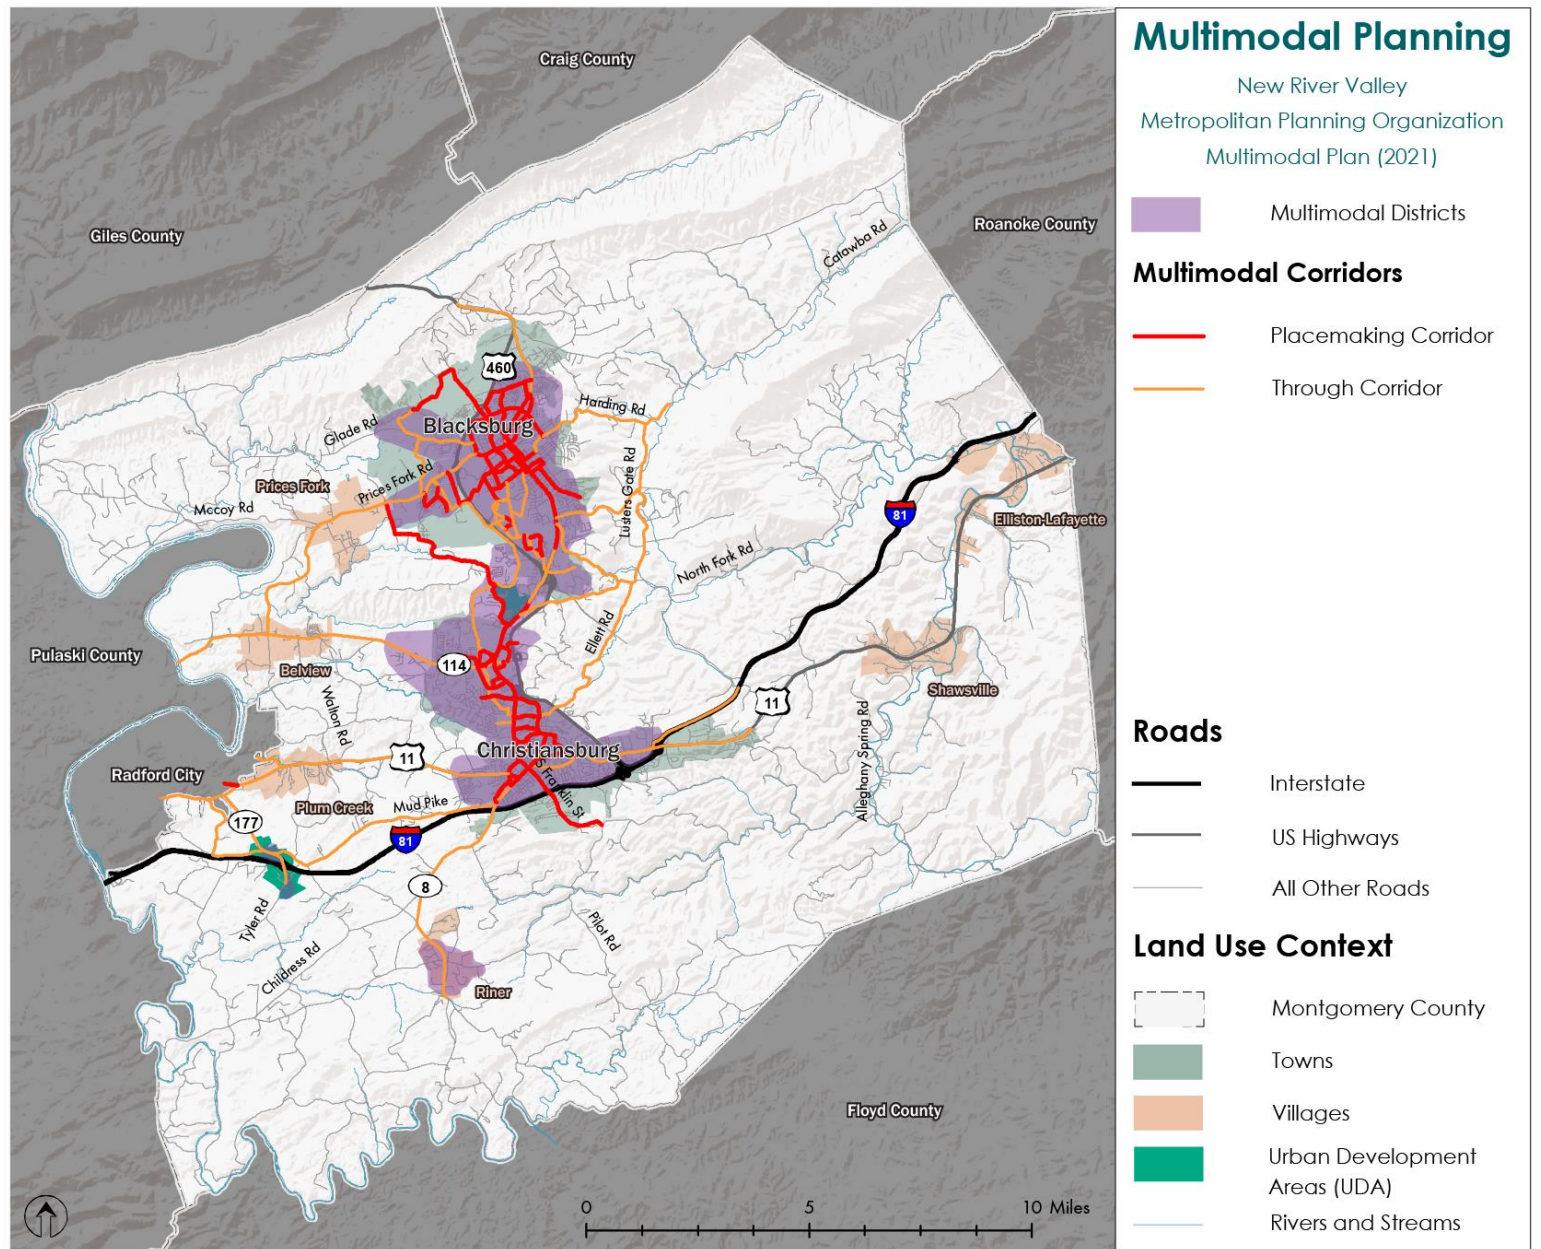 Craig County
Giles County
Roanoke County
Catawba Rd
460
Harding Rd
Glade Rd
Blacksburg
Prices Fork
Prices Fork Rd
Lusters Gate Rd
Mccoy Rd
81
Elliston-Lafayette
North Fork Rd
Ellett Rd
Pulaski County
Belview
114
Shawsville
11
Walton Rd
Alleghany Spring Rd
Christiansburg
11
Radford City
S Franklin St
Plum Creek
Mud Pike
177
81
8
Tyler Rd
Pilot Rd
Childress Rd
Riner
Floyd County
0 5 10 Miles
Multimodal Planning
New River Valley
Metropolitan Planning Organization
Multimodal Plan (2021)
Multimodal Districts
Multimodal Corridors
Placemaking Corridor
Through Corridor
Roads
Interstate
US Highways
All Other Roads
Land Use Context
Montgomery County
Towns
Villages
Urban Development
Areas (UDA)
Rivers and Streams